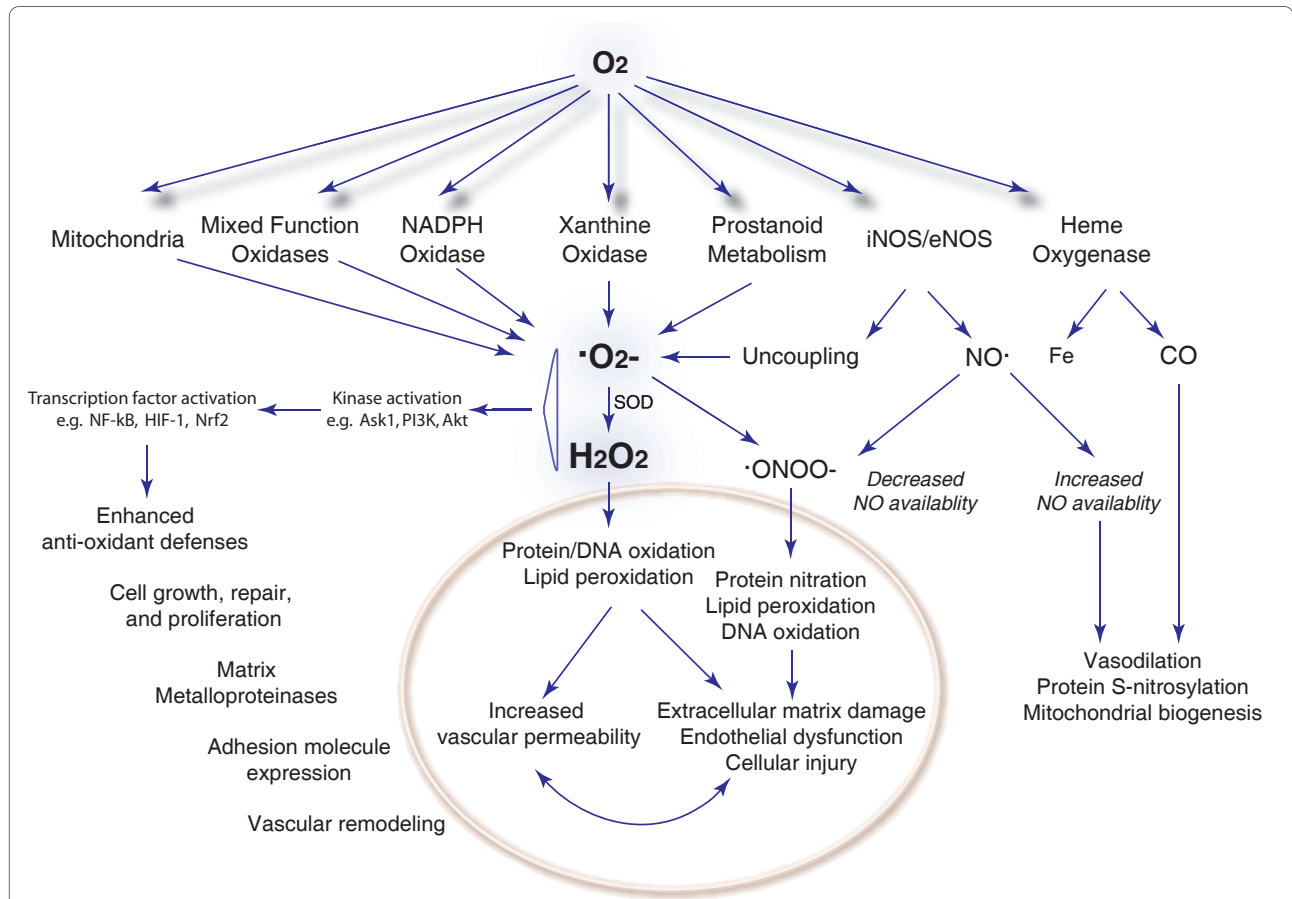 O2
Mitochondria
Mixed Function
Oxidases
NADPH
Oxidase
Xanthine
Oxidase
Prostanoid
Metabolism
iNOS/eNOS
Heme
Oxygenase
·O2-
Uncoupling
NO·
Fe
CO
SOD
Transcription factor activation
e.g. NF-kB, HIF-1, Nrf2
Kinase activation
e.g. Ask1, PI3K, Akt
H2O2
·ONOO-
Decreased
NO availablity
Increased
NO availablity
Enhanced
anti-oxidant defenses
Cell growth, repair,
and proliferation
Matrix
Metalloproteinases
Adhesion molecule
expression
Vascular remodeling
Protein/DNA oxidation
Lipid peroxidation
Protein nitration
Lipid peroxidation
DNA oxidation
Increased
vascular permeability
Extracellular matrix damage
Endothelial dysfunction
Cellular injury
Vasodilation
Protein S-nitrosylation
Mitochondrial biogenesis